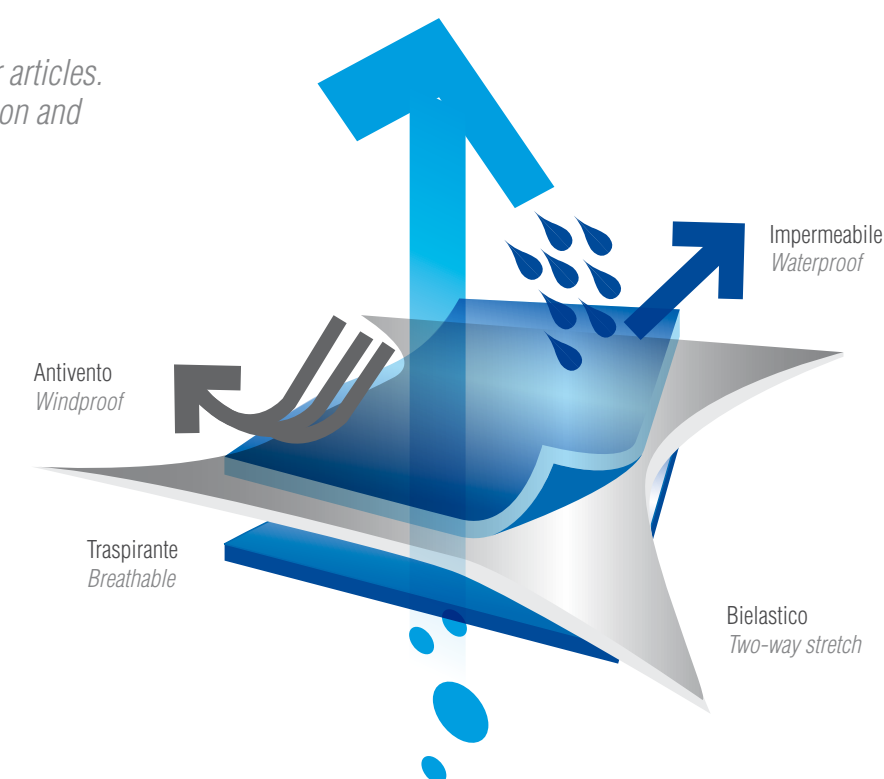 r articles.
on and
Impermeabile
Waterproof
Antivento
Windproof
Traspirante
Breathable
Bielastico
Two-way stretch